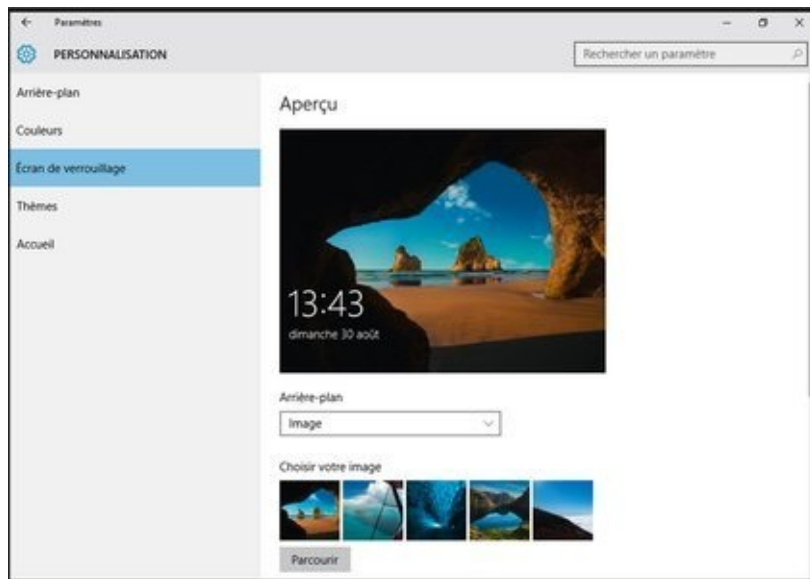 Paramètres
PERSONNALISATION
Rechercher un paramètre
Arrière-plan
Couleurs
Écran de verrouillage
Thèmes
Accueil
Aperçu
13:43
dimanche 30 août
Arrière-plan
Image
Choisir votre image
Parcourir